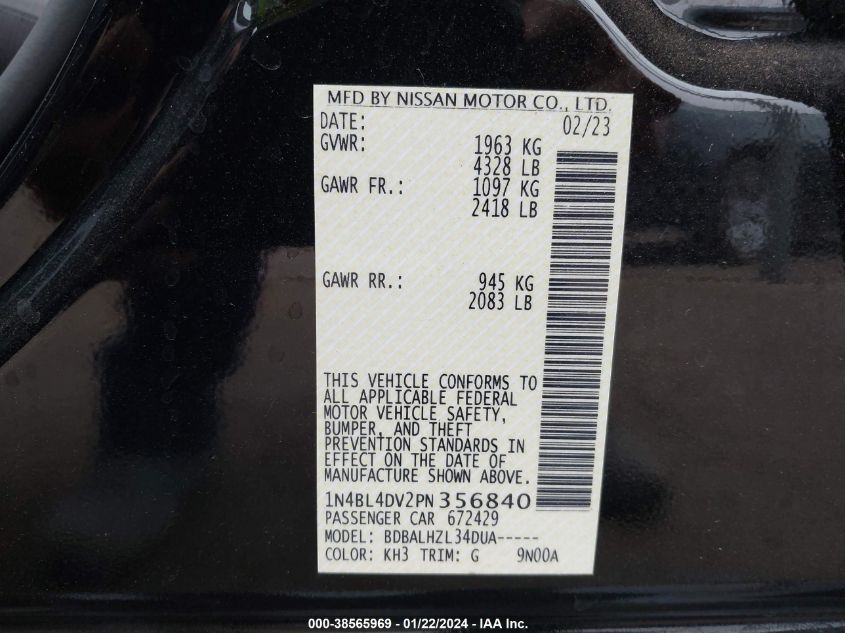 MFD BY NISSAN MOTOR CO., LTD.
DATE: 02/23
GVWR: 1963 KG
4328 LB
GAWR FR.: 1097 KG
2418 LB
GAWR RR.: 945 KG
2083 LB
THIS VEHICLE CONFORMS TO
ALL APPLICABLE FEDERAL
MOTOR VEHICLE SAFETY,
BUMPER, AND THEFT
PREVENTION STANDARDS IN
EFFECT ON THE DATE OF
MANUFACTURE SHOWN ABOVE.
1N4BL4DV2PN356840
PASSENGER CAR 672429
MODEL: BDBALHZL34DUA-----
COLOR: KH3 TRIM: G 9N00A
000-38565969 - 01/22/2024 - IAA Inc.